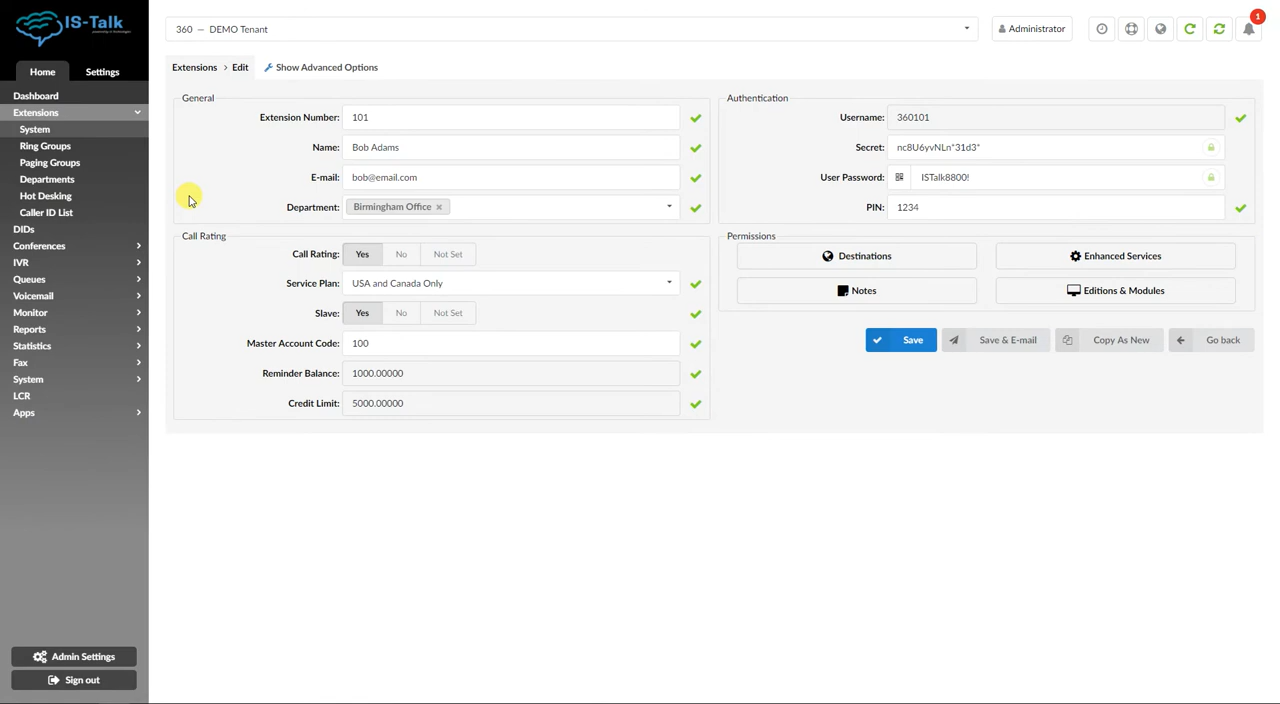 IS-Talk
360 — DEMO Tenant
Administrator
1
Home
Settings
Dashboard
Extensions
System
Ring Groups
Paging Groups
Departments
Hot Desking
Caller ID List
DIDs
Conferences
IVR
Queues
Voicemail
Monitor
Reports
Statistics
Fax
System
LCR
Apps
Admin Settings
Sign out
Extensions > Edit
Show Advanced Options
General
Extension Number: 101
Name: Bob Adams
E-mail: bob@email.com
Department: Birmingham Office ×
Call Rating
Call Rating: Yes No Not Set
Service Plan: USA and Canada Only
Slave: Yes No Not Set
Master Account Code: 100
Reminder Balance: 1000.00000
Credit Limit: 5000.00000
Authentication
Username: 360101
Secret: nc8U6yvNLn*31d3*
User Password: ISTalk8800!
PIN: 1234
Permissions
Destinations
Enhanced Services
Notes
Editions & Modules
Save
Save & E-mail
Copy As New
Go back